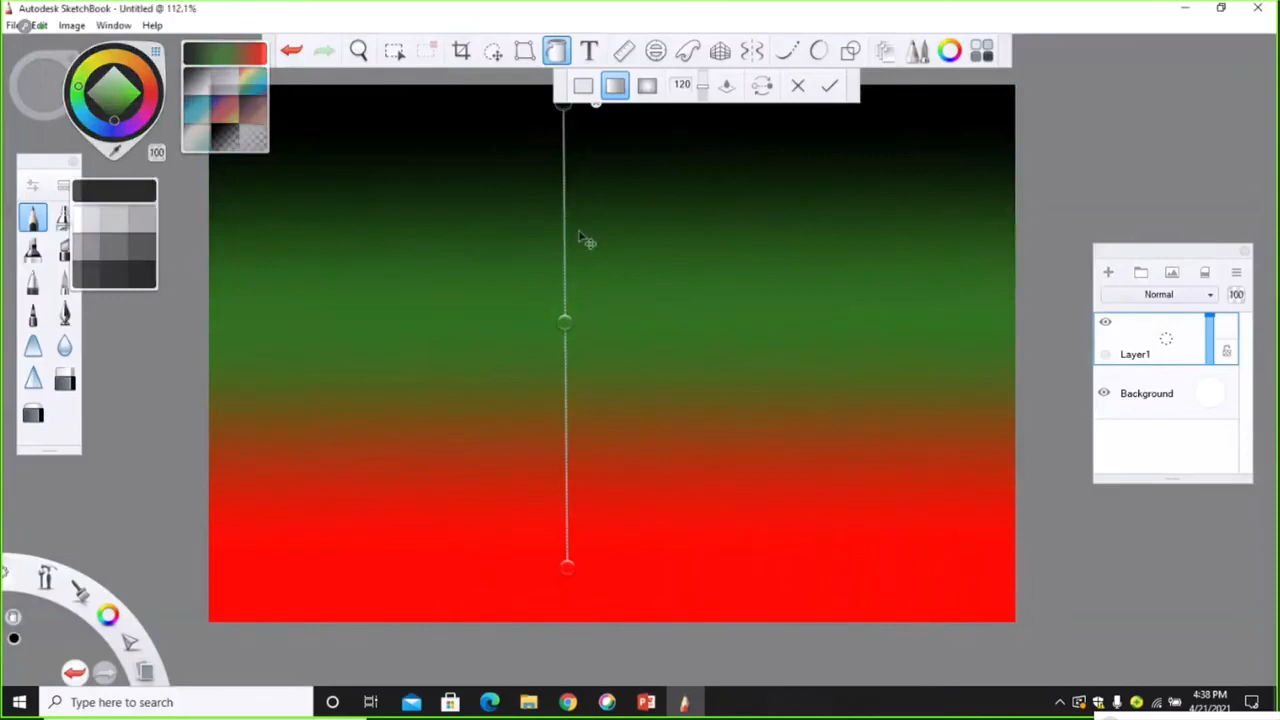 Autodesk SketchBook - Untitled @ 112.1%
File Edit Image Window Help
T
120
100
Normal
100
Layer1
Background
Type here to search
4:38 PM
4/21/2021